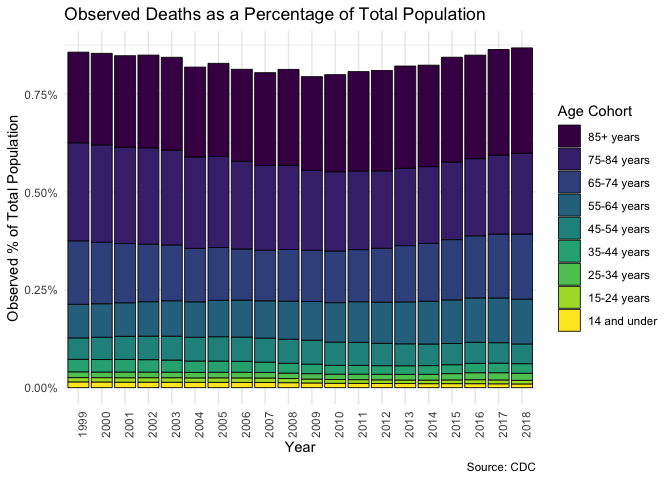 Observed Deaths as a Percentage of Total Population
Observed % of Total Population
0.75%
0.50%
0.25%
0.00%
1999
2000
2001
2002
2003
2004
2005
2006
2007
2008
2009
2010
2011
2012
2013
2014
2015
2016
2017
2018
Year
Age Cohort
85+ years
75-84 years
65-74 years
55-64 years
45-54 years
35-44 years
25-34 years
15-24 years
14 and under
Source: CDC